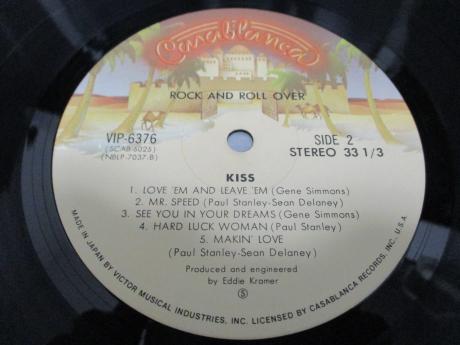 Casablanca
ROCK AND ROLL OVER
VIP-6376
(SCAB-6025)
(NBLP-7037-B)
SIDE 2
STEREO 33 1/3
KISS
1. LOVE 'EM AND LEAVE 'EM (Gene Simmons)
2. MR. SPEED (Paul Stanley-Sean Delaney)
3. SEE YOU IN YOUR DREAMS (Gene Simmons)
4. HARD LUCK WOMAN (Paul Stanley)
5. MAKIN' LOVE
(Paul Stanley-Sean Delaney)
Produced and engineered
by Eddie Kramer
Ⓢ
MADE IN JAPAN BY VICTOR MUSICAL INDUSTRIES, INC. LICENSED BY CASABLANCA RECORDS, INC. U.S.A.